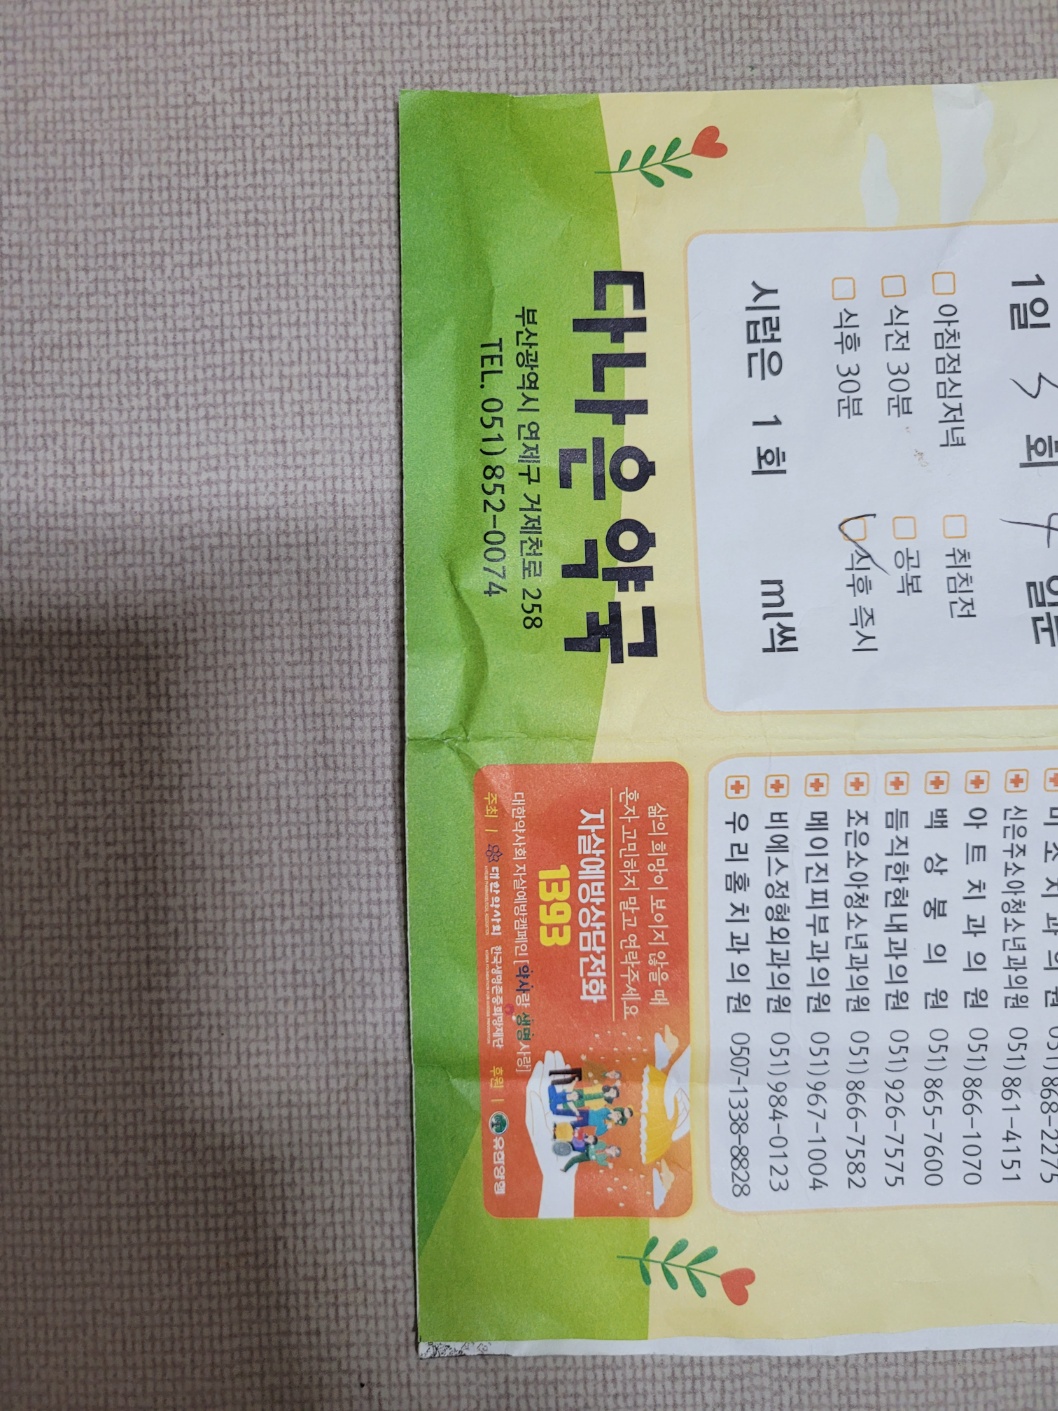 1일 3 회 4 일분
아침점심저녁 취침전
식전 30분 공복
식후 30분 식후 즉시
시럽은 1 회 ml씩
다나은약국
부산광역시 연제구 거제천로 258
TEL. 051) 852-0074
미소치과의원 051) 868-2275
신은주소아청소년과의원 051) 861-4151
아트치과의원 051) 866-1070
백상봉의원 051) 865-7600
듬직한현내과의원 051) 926-7575
조은소아청소년과의원 051) 866-7582
메이진피부과의원 051) 967-1004
비에스정형외과의원 051) 984-0123
우리홈치과의원 0507-1338-8828
삶의 희망이 보이지 않을 때
혼자 고민하지 말고 연락주세요
자살예방상담전화
1393
대한약사회 자살예방캠페인 [약사랑 생명사랑]
주최 | 대한약사회 한국생명존중희망재단 후원 | 유한양행